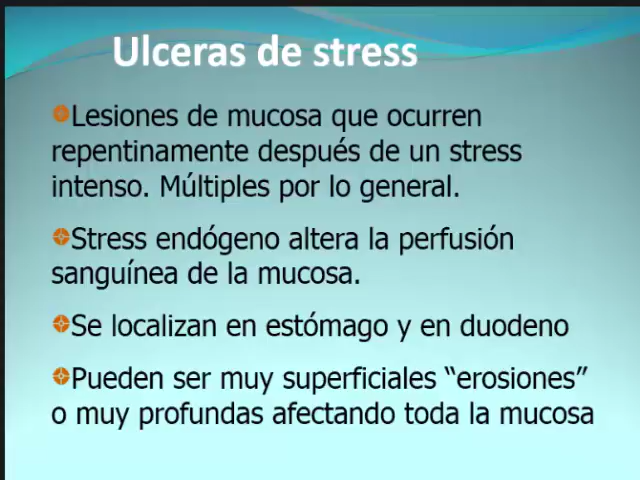 Ulceras de stress
Lesiones de mucosa que ocurren
repentinamente después de un stress
intenso. Múltiples por lo general.
Stress endógeno altera la perfusión
sanguínea de la mucosa.
Se localizan en estómago y en duodeno
Pueden ser muy superficiales “erosiones”
o muy profundas afectando toda la mucosa